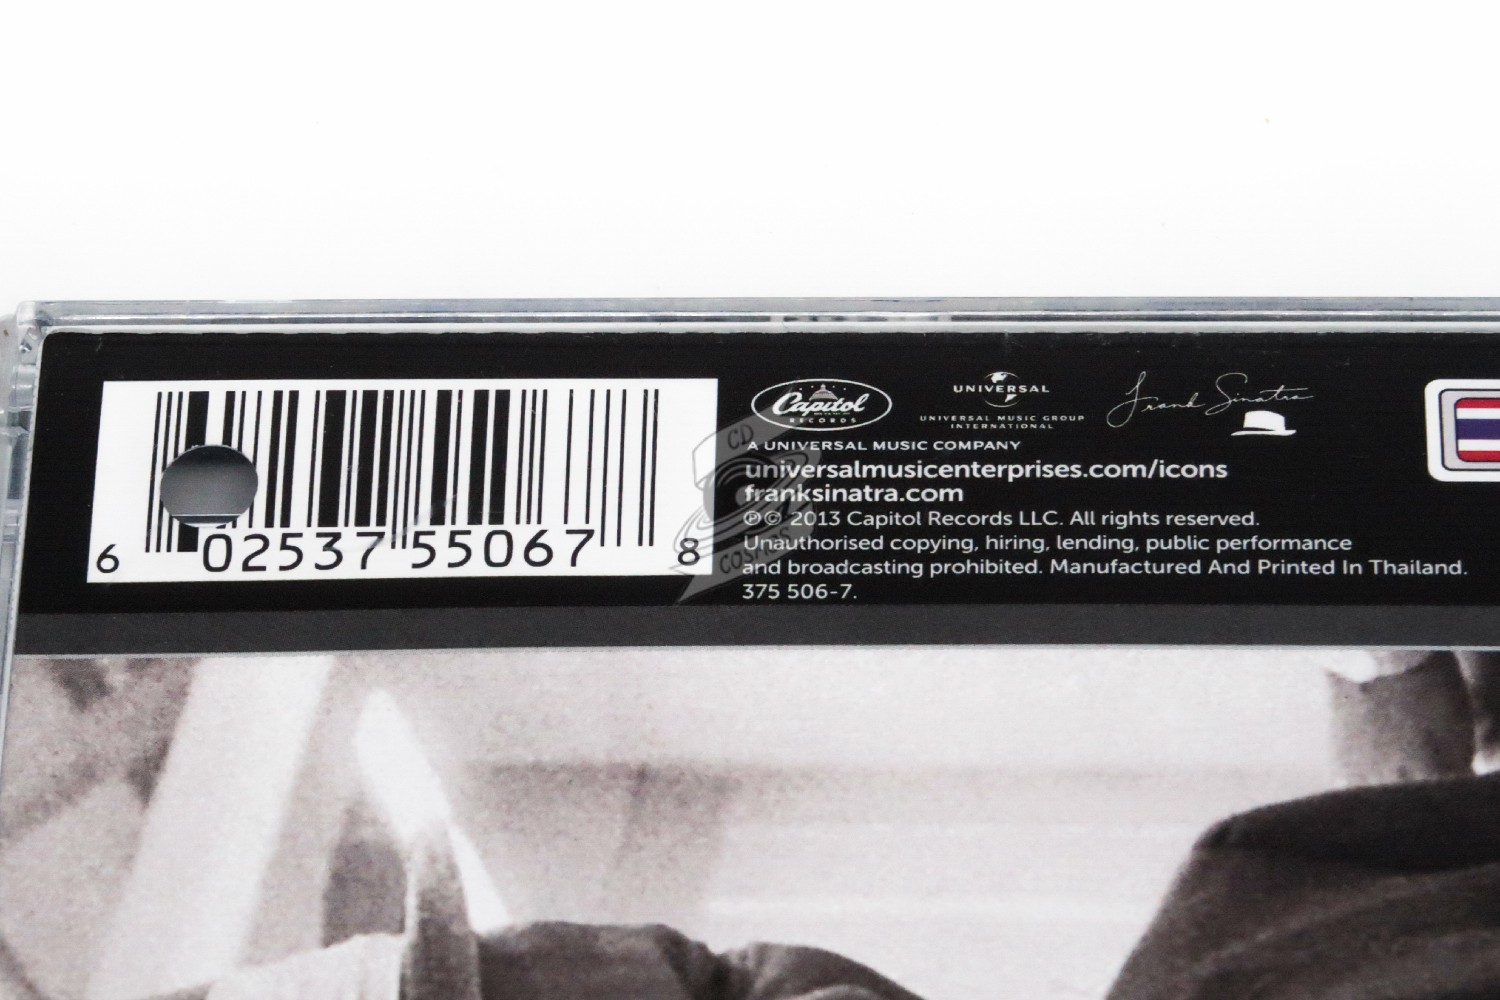 6 02537 55067 8
Capitol
RECORDS
A UNIVERSAL MUSIC COMPANY
UNIVERSAL
UNIVERSAL MUSIC GROUP
INTERNATIONAL
Frank Sinatra
universalmusicenterprises.com/icons
franksinatra.com
℗© 2013 Capitol Records LLC. All rights reserved.
Unauthorised copying, hiring, lending, public performance
and broadcasting prohibited. Manufactured And Printed In Thailand.
375 506-7.
CD
COSMOS